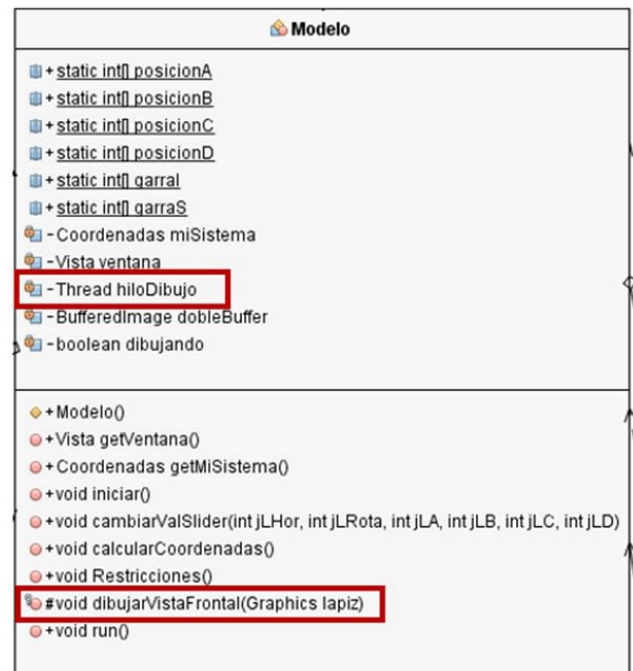 Modelo
+ static int[] posicionA
+ static int[] posicionB
+ static int[] posicionC
+ static int[] posicionD
+ static int[] garraI
+ static int[] garraS
- Coordenadas miSistema
- Vista ventana
- Thread hiloDibujo
- BufferedImage dobleBuffer
- boolean dibujando
+ Modelo()
+ Vista getVentana()
+ Coordenadas getMiSistema()
+ void iniciar()
+ void cambiarValSlider(int jLHor, int jLRota, int jLA, int jLB, int jLC, int jLD)
+ void calcularCoordenadas()
+ void Restricciones()
# void dibujarVistaFrontal(Graphics lapiz)
+ void run()